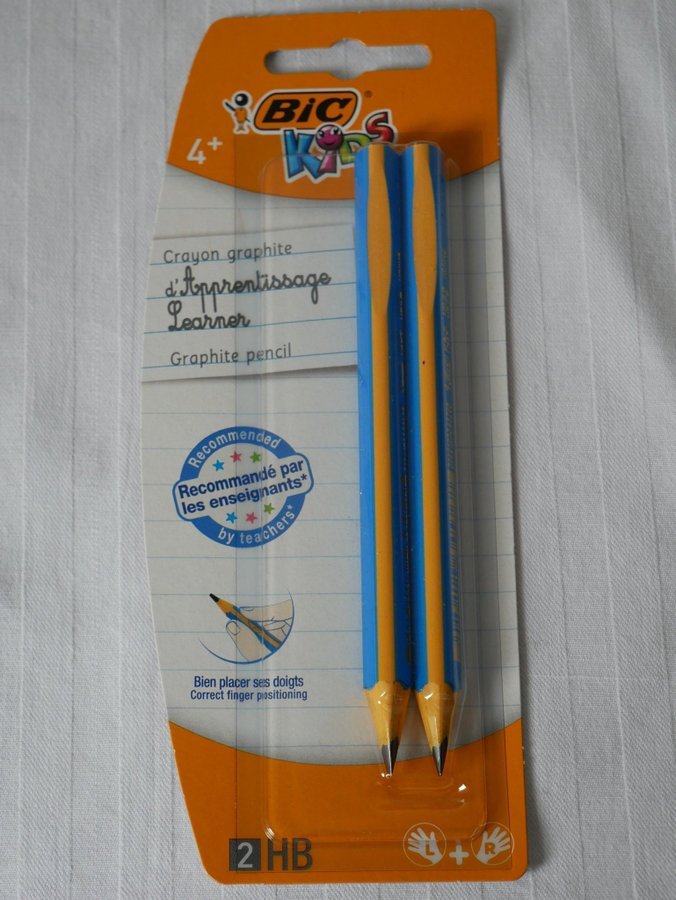 BiC ®
KiDS
4+
Crayon graphite
d'Apprentissage
Learner
Graphite pencil
Recommended
Recommandé par
les enseignants*
by teachers*
Bien placer ses doigts
Correct finger positioning
2 HB
L + R